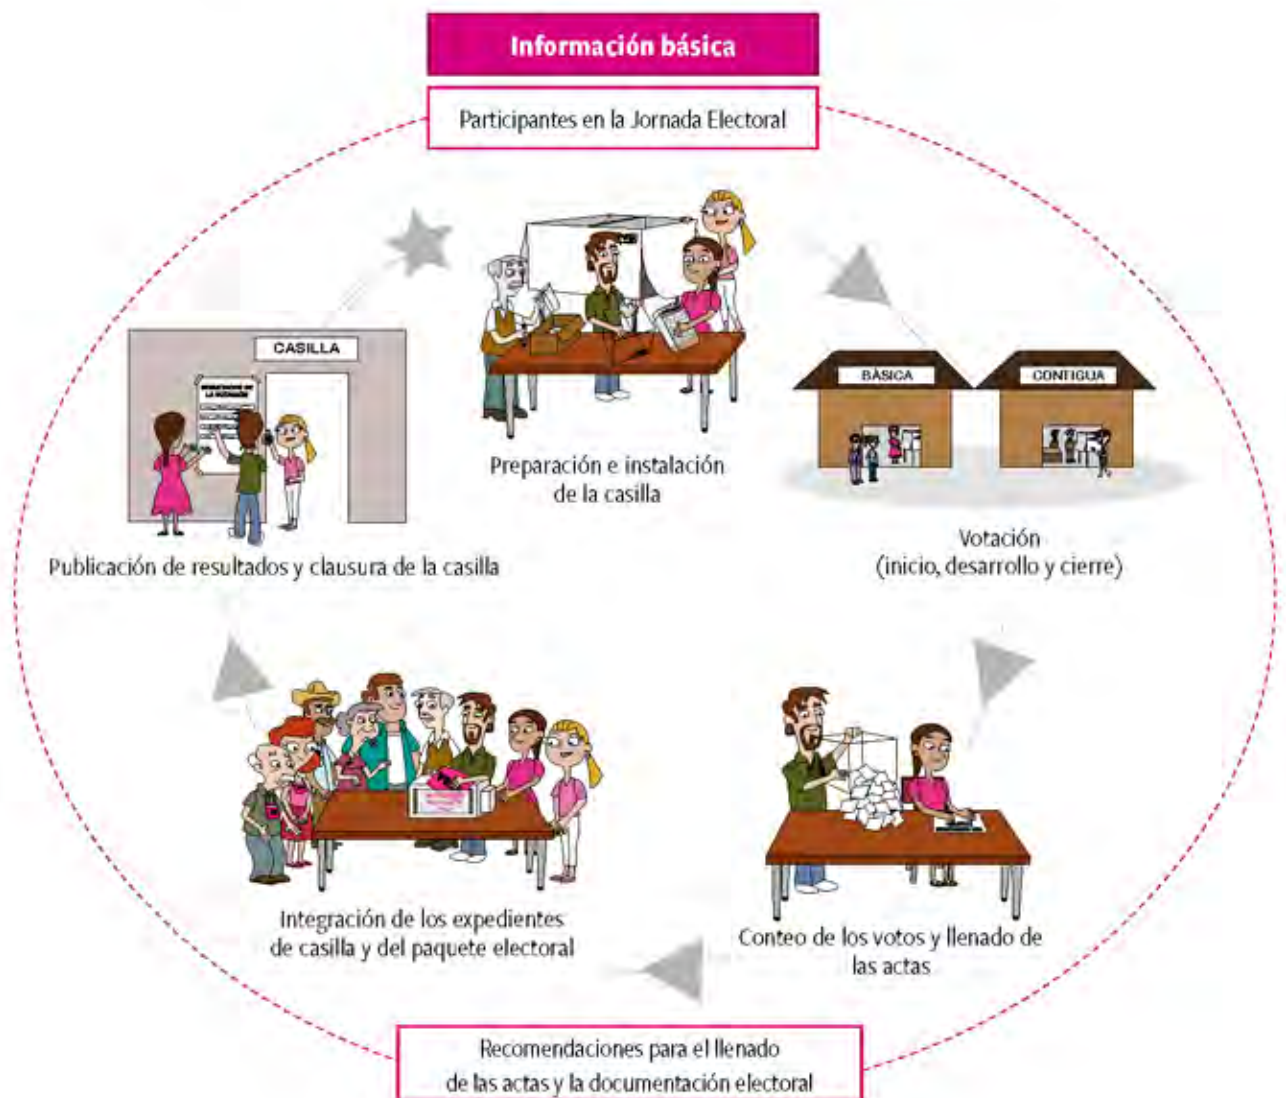 Información básica
Participantes en la Jornada Electoral
Preparación e instalación
de la casilla
BÁSICA
CONTIGUA
Votación
(inicio, desarrollo y cierre)
CASILLA
Publicación de resultados y clausura de la casilla
Conteo de los votos y llenado de
las actas
Integración de los expedientes
de casilla y del paquete electoral
Recomendaciones para el llenado
de las actas y la documentación electoral